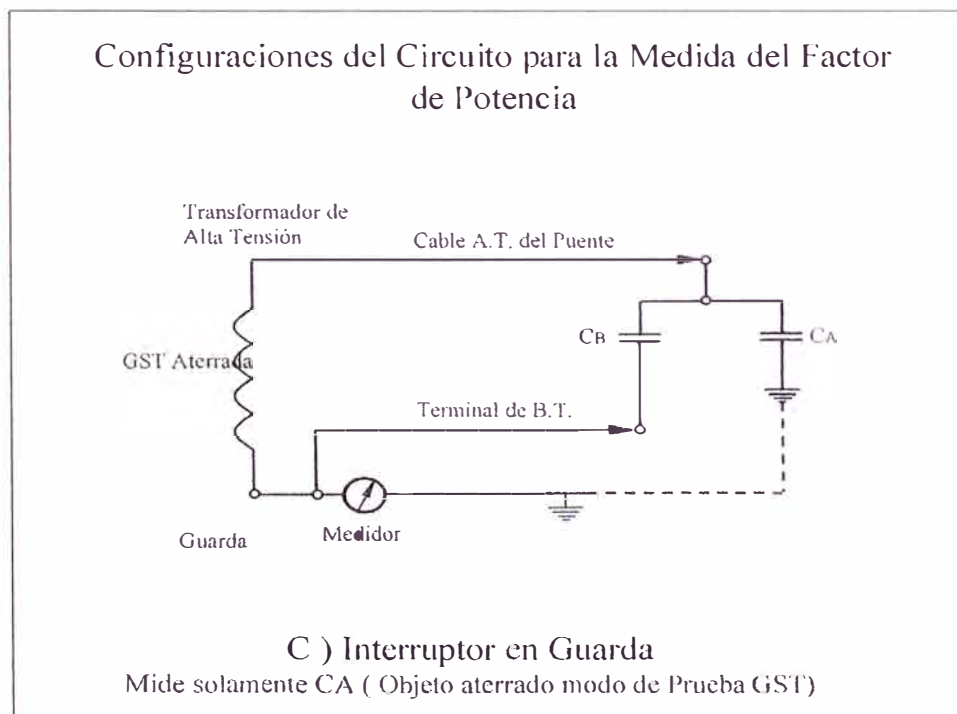 Configuraciones del Circuito para la Medida del Factor
de Potencia
Transformador de
Alta Tensión
Cable A.T. del Puente
CB
CA
GST Aterrada
Terminal de B.T.
Guarda
Medidor
C ) Interruptor en Guarda
Mide solamente CA ( Objeto aterrado modo de Prueba GST)